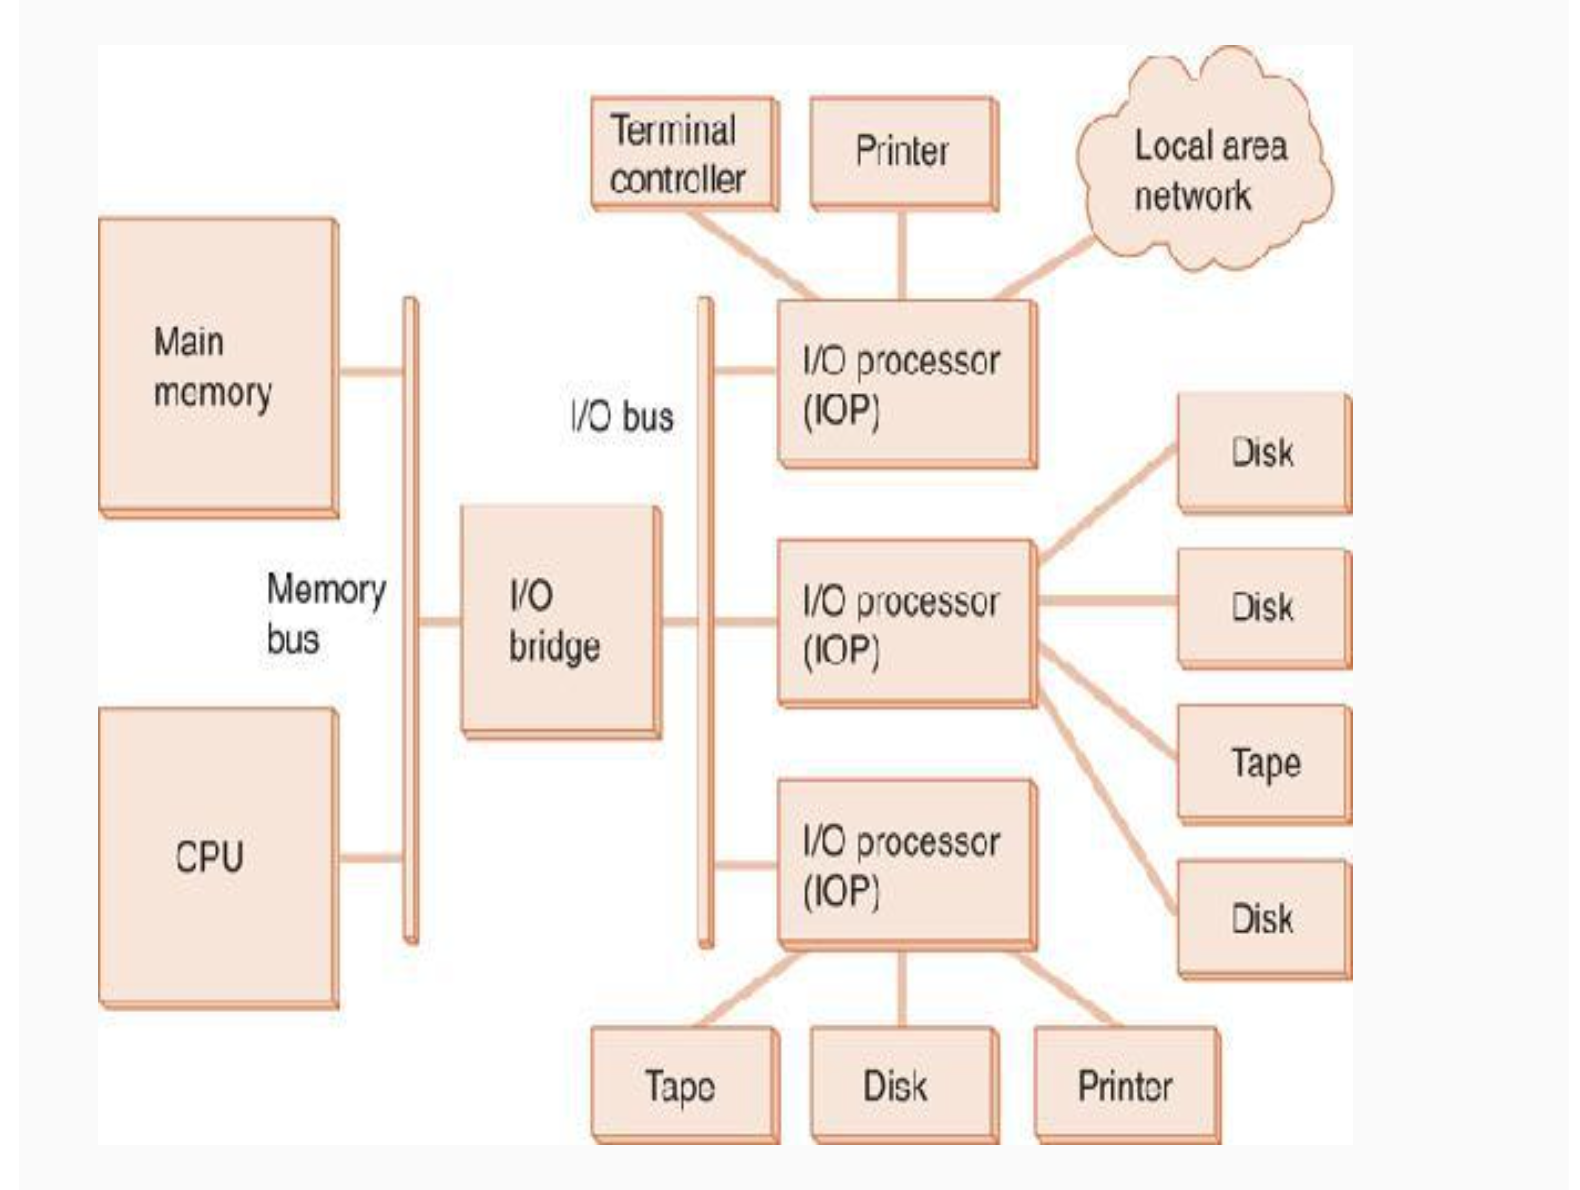 Terminal
controller
Printer
Local area
network
Main
memory
I/O bus
I/O processor
(IOP)
Disk
Memory
bus
I/O
bridge
I/O processor
(IOP)
Disk
Tape
CPU
I/O processor
(IOP)
Disk
Tape
Disk
Printer